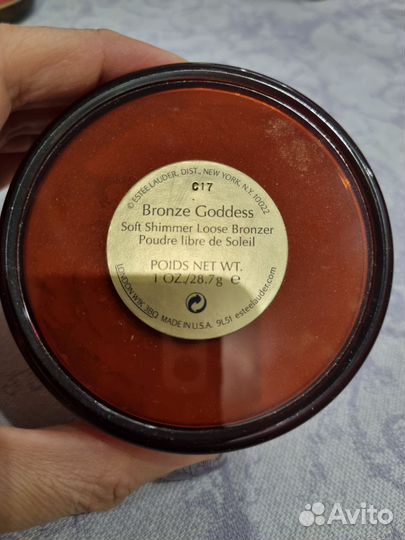 © ESTEE LAUDER, DIST., NEW YORK, N.Y. 10022
C17
Bronze Goddess
Soft Shimmer Loose Bronzer
Poudre libre de Soleil
POIDS NET WT.
1 OZ./28.7g e
LONDON W1K 3BQ MADE IN U.S.A. 9L51 esteelauder.com
Avito